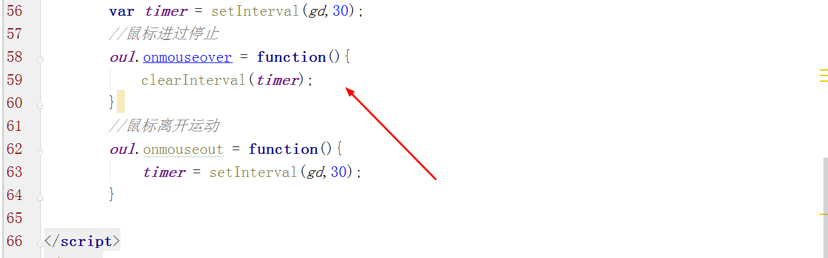 56 var timer = setInterval(gd,30);
57 //鼠标进过停止
58 oul.onmouseover = function(){
59 clearInterval(timer);
60 }
61 //鼠标离开运动
62 oul.onmouseout = function(){
63 timer = setInterval(gd,30);
64 }
65
66 </script>